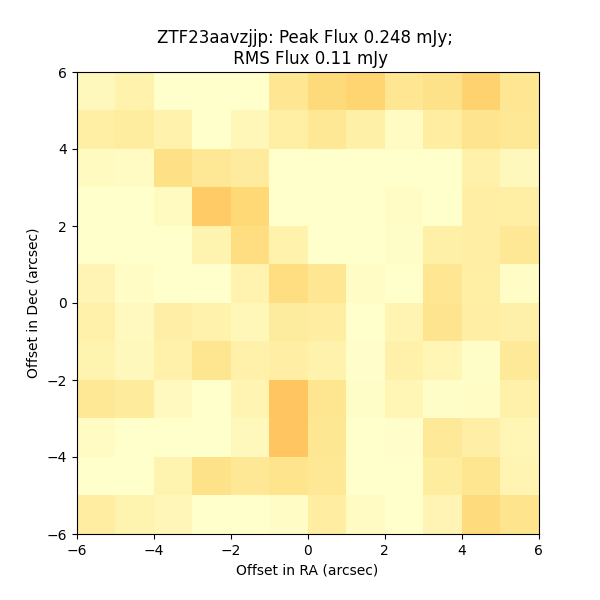 ZTF23aavzjjp: Peak Flux 0.248 mJy;
RMS Flux 0.11 mJy
6
4
2
0
−2
−4
−6
Offset in Dec (arcsec)
−6 −4 −2 0 2 4 6
Offset in RA (arcsec)